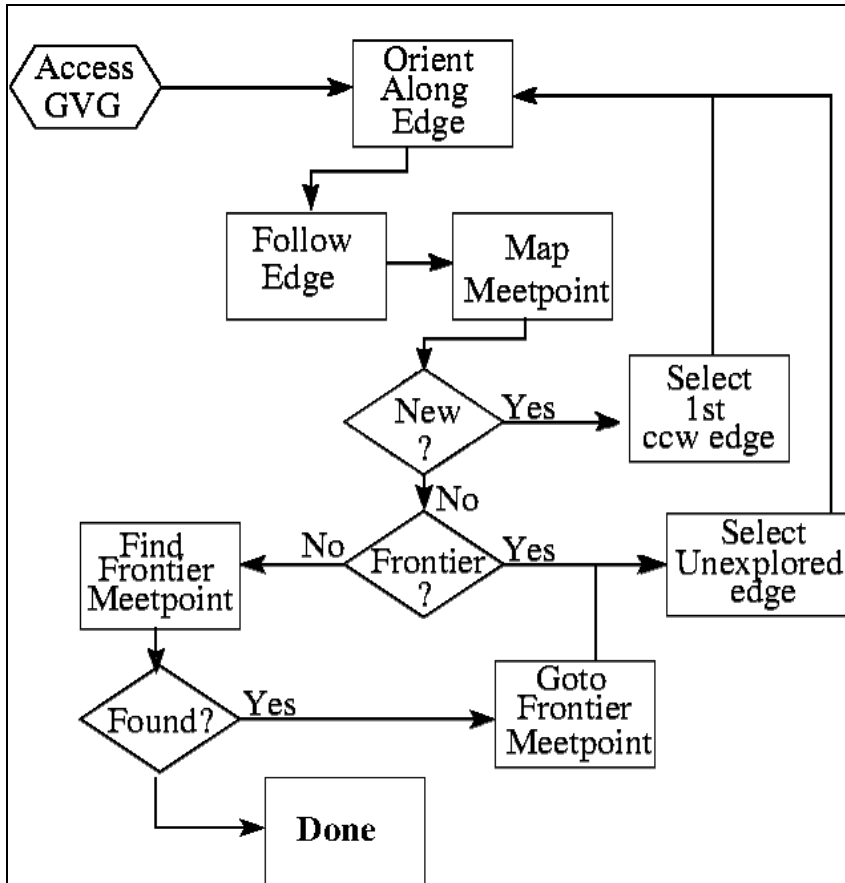 Access
GVG
Orient
Along
Edge
Follow
Edge
Map
Meetpoint
New
?
Yes
Select
1st
ccw edge
No
Find
Frontier
Meetpoint
No
Frontier
?
Yes
Select
Unexplored
edge
Found?
Yes
Goto
Frontier
Meetpoint
Done